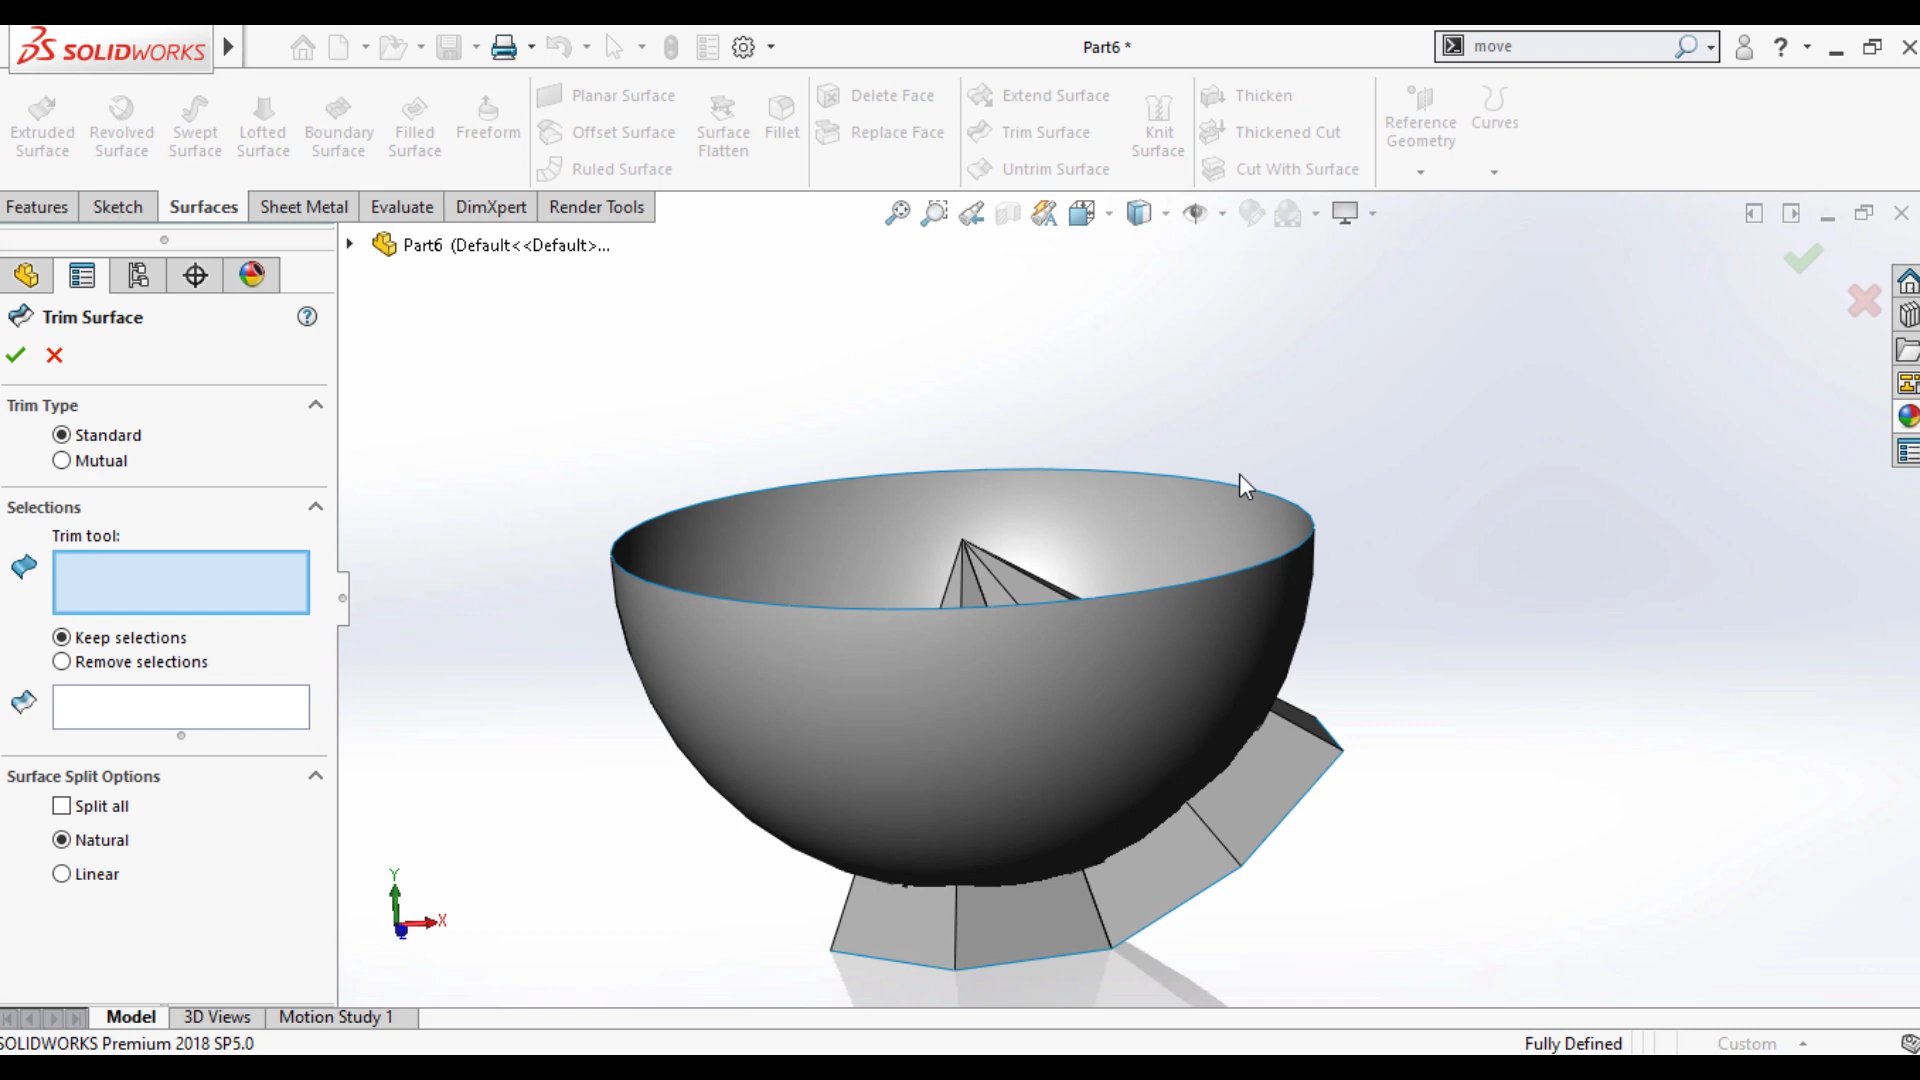 SOLIDWORKS
Part6 *
move
?
Extruded Surface
Revolved Surface
Swept Surface
Lofted Surface
Boundary Surface
Filled Surface
Freeform
Planar Surface
Offset Surface
Ruled Surface
Surface Flatten
Fillet
Delete Face
Replace Face
Extend Surface
Trim Surface
Untrim Surface
Knit Surface
Thicken
Thickened Cut
Cut With Surface
Reference Geometry
Curves
Features
Sketch
Surfaces
Sheet Metal
Evaluate
DimXpert
Render Tools
Part6 (Default<<Default>...
Trim Surface
?
Trim Type
Standard
Mutual
Selections
Trim tool:
Keep selections
Remove selections
Surface Split Options
Split all
Natural
Linear
Y
X
Z
Model
3D Views
Motion Study 1
SOLIDWORKS Premium 2018 SP5.0
Fully Defined
Custom